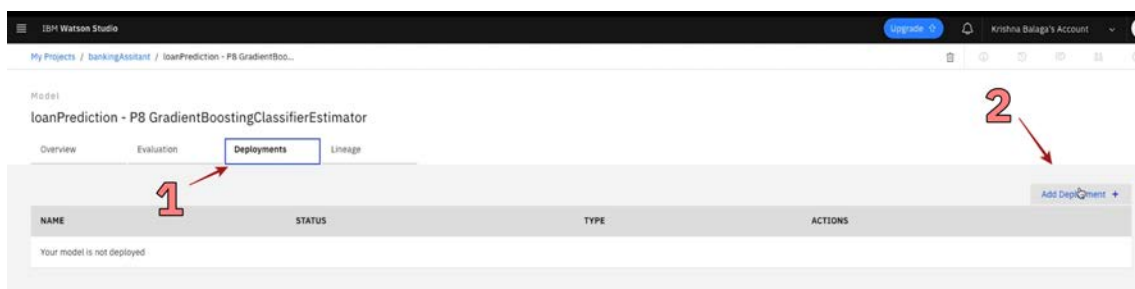 IBM Watson Studio
Upgrade
Krishna Balaga's Account
My Projects / bankingAssitant / loanPrediction - P8 GradientBoo...
Model
loanPrediction - P8 GradientBoostingClassifierEstimator
2
Overview Evaluation Deployments Lineage
1
Add Deployment +
NAME STATUS TYPE ACTIONS
Your model is not deployed